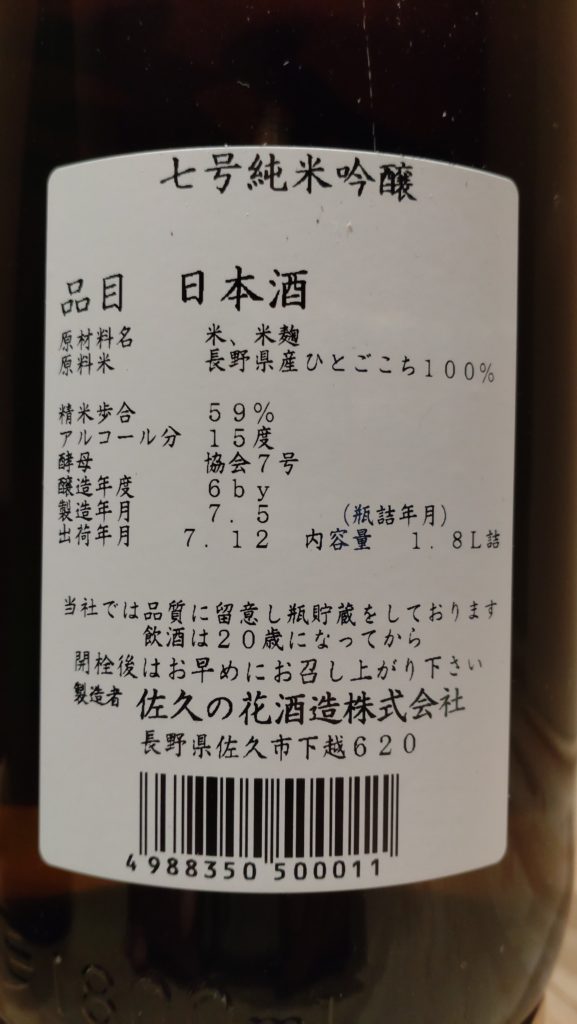 七号純米吟醸
品目 日本酒
原材料名 米、米麹
原料米 長野県産ひとごこち100%
精米歩合 59%
アルコール分 15度
酵母 協会7号
醸造年度 6by
製造年月 7.5 (瓶詰年月)
出荷年月 7.12 内容量 1.8L詰
当社では品質に留意し瓶貯蔵をしております
飲酒は20歳になってから
開栓後はお早めにお召し上がり下さい
製造者 佐久の花酒造株式会社
長野県佐久市下越620
4 988350 500011